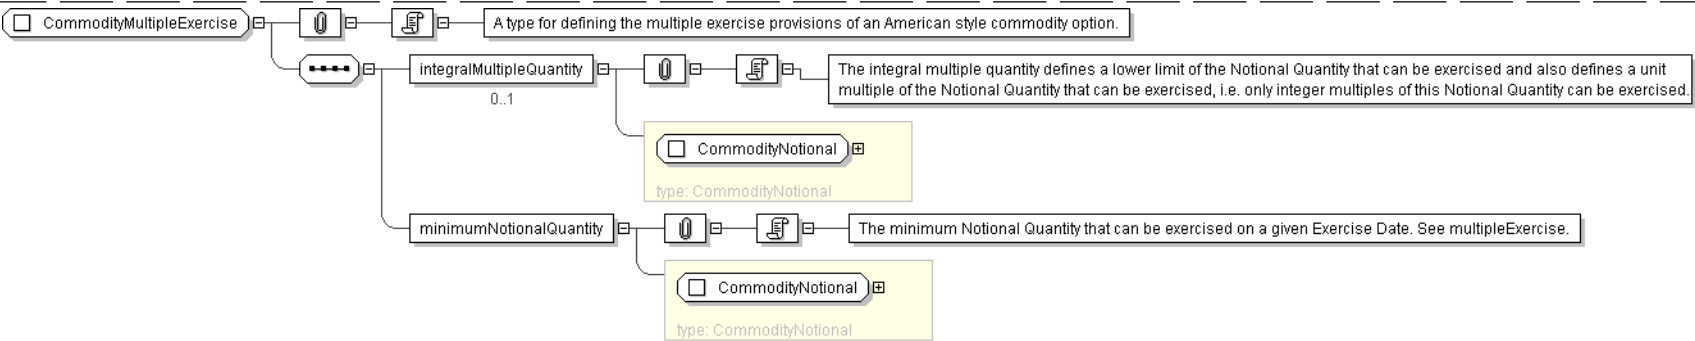 CommodityMultipleExercise
A type for defining the multiple exercise provisions of an American style commodity option.
integralMultipleQuantity
0..1
The integral multiple quantity defines a lower limit of the Notional Quantity that can be exercised and also defines a unit
multiple of the Notional Quantity that can be exercised, i.e. only integer multiples of this Notional Quantity can be exercised.
CommodityNotional
type: CommodityNotional
minimumNotionalQuantity
The minimum Notional Quantity that can be exercised on a given Exercise Date. See multipleExercise.
CommodityNotional
type: CommodityNotional